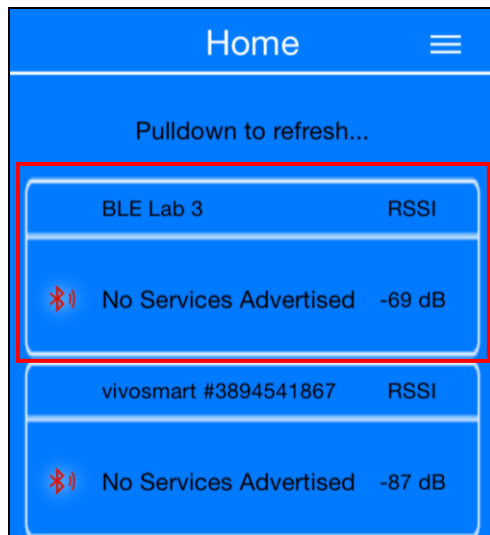 Home
Pulldown to refresh...
BLE Lab 3 RSSI
No Services Advertised -69 dB
vivosmart #3894541867 RSSI
No Services Advertised -87 dB